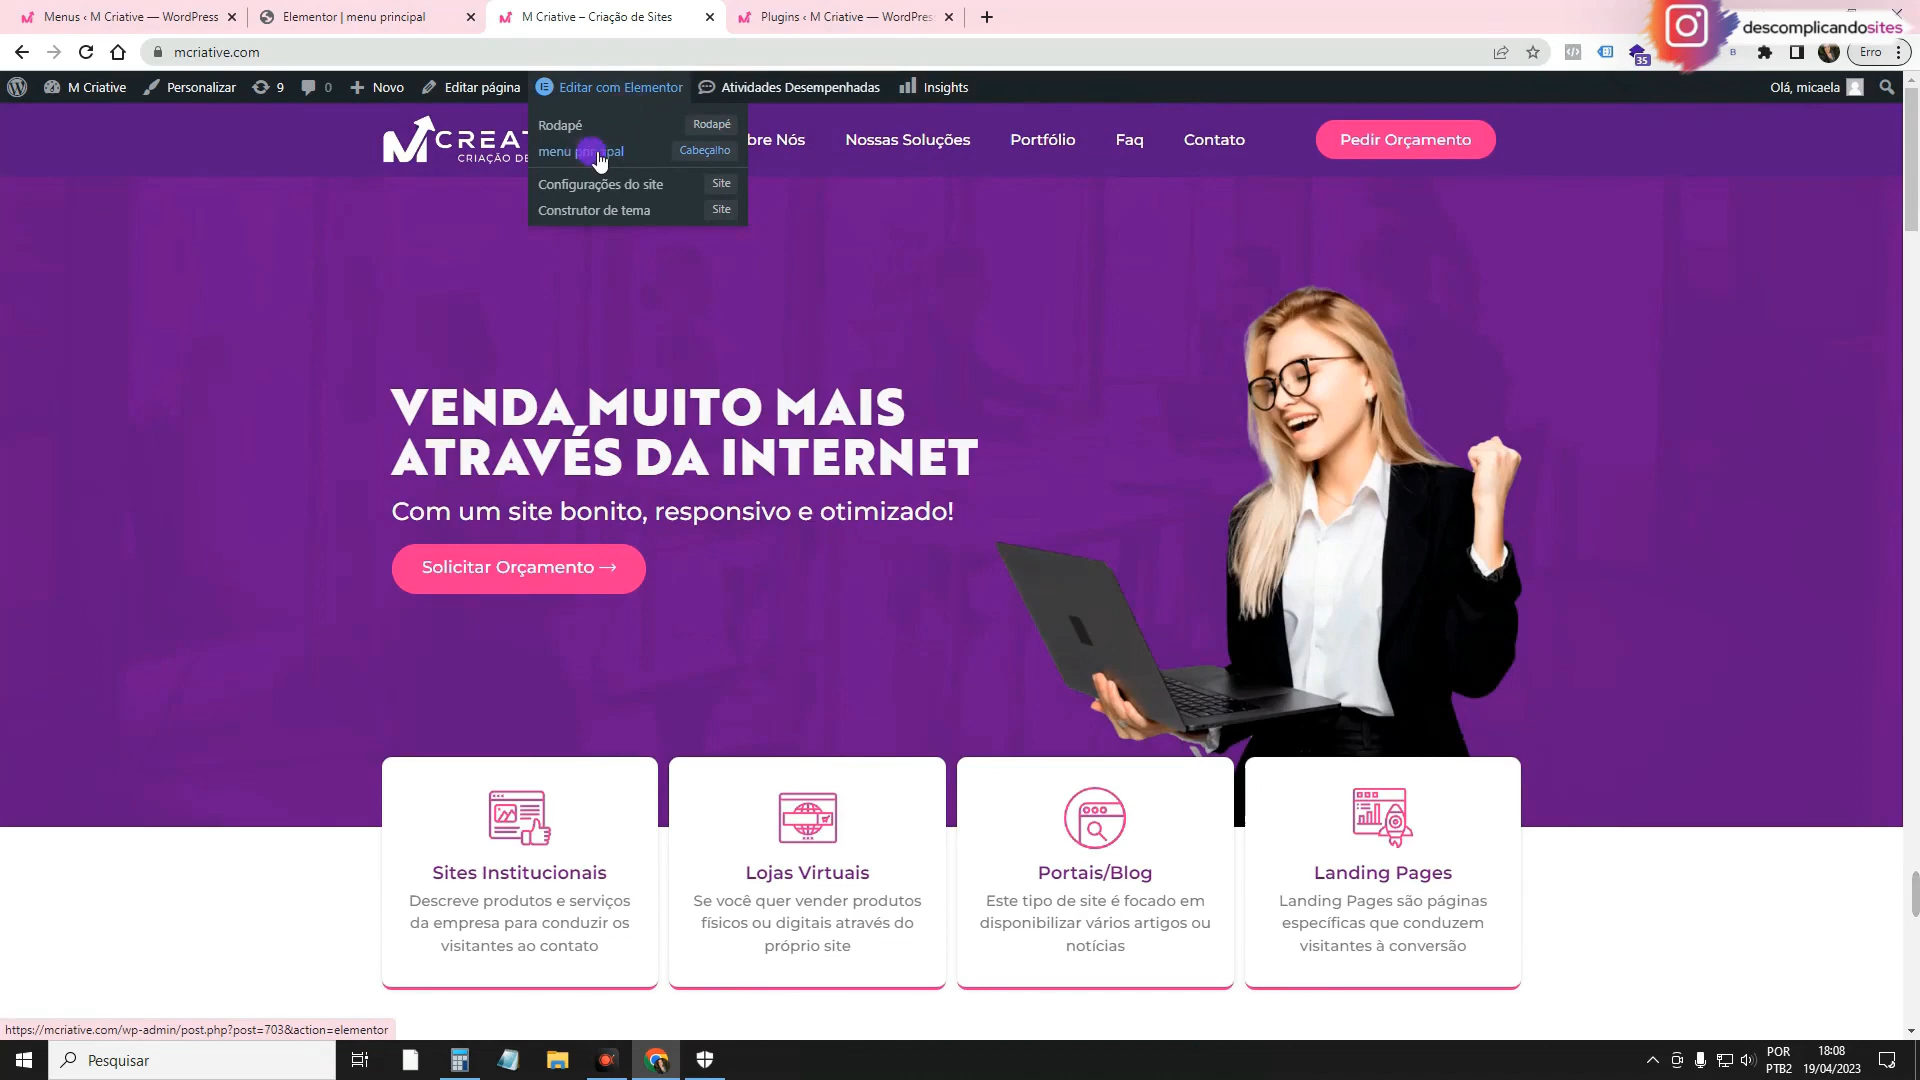 Menus ‹ M Criative — WordPress
Elementor | menu principal
M Criative – Criação de Sites
Plugins ‹ M Criative — WordPres
descomplicandosites
mcriative.com
35
B
Erro
M Criative
Personalizar
9
0
Novo
Editar página
Editar com Elementor
Atividades Desempenhadas
Insights
Olá, micaela
Rodapé Rodapé
menu principal Cabeçalho
Configurações do site Site
Construtor de tema Site
CREAT
CRIAÇÃO DE
bre Nós
Nossas Soluções
Portfólio
Faq
Contato
Pedir Orçamento
VENDA MUITO MAIS
ATRAVÉS DA INTERNET
Com um site bonito, responsivo e otimizado!
Solicitar Orçamento →
Sites Institucionais
Descreve produtos e serviços
da empresa para conduzir os
visitantes ao contato
Lojas Virtuais
Se você quer vender produtos
físicos ou digitais através do
próprio site
Portais/Blog
Este tipo de site é focado em
disponibilizar vários artigos ou
notícias
Landing Pages
Landing Pages são páginas
específicas que conduzem
visitantes à conversão
https://mcriative.com/wp-admin/post.php?post=703&action=elementor
Pesquisar
POR
PTB2
18:08
19/04/2023